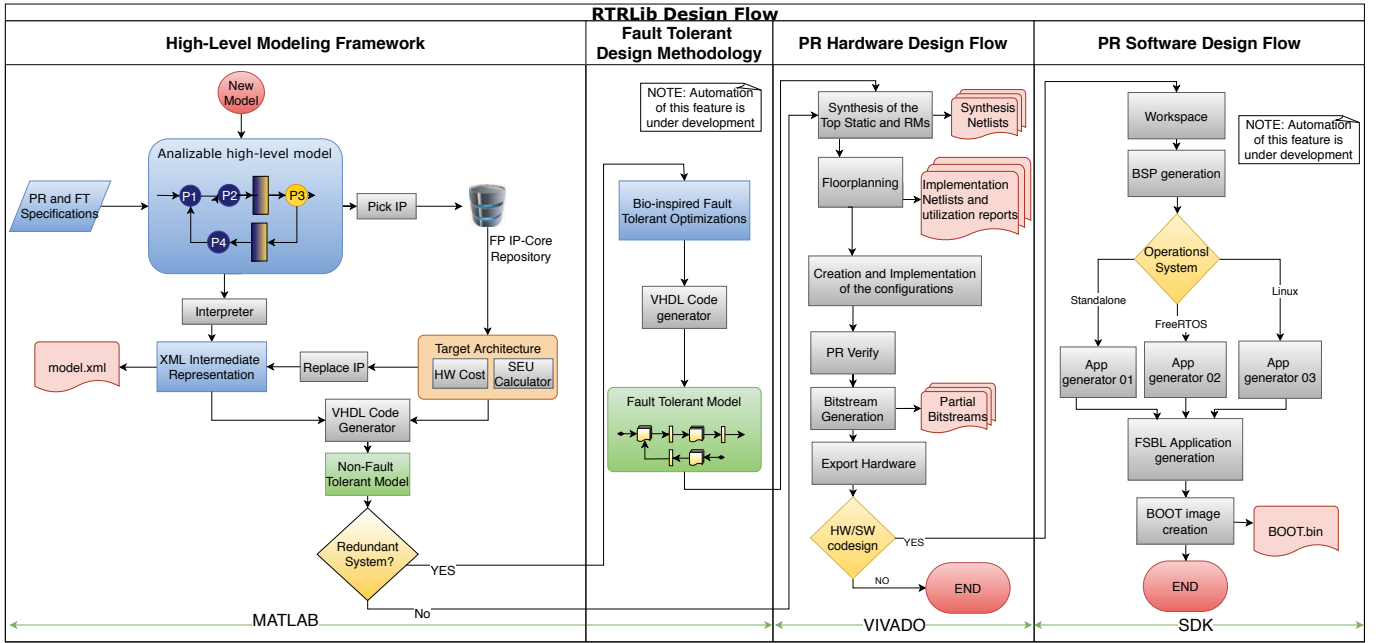 RTRLib Design Flow
High-Level Modeling Framework
Fault Tolerant
Design Methodology
PR Hardware Design Flow
PR Software Design Flow
New
Model
Analizable high-level model
P1
P2
P3
P4
PR and FT
Specifications
Pick IP
FP IP-Core
Repository
Interpreter
model.xml
XML Intermediate
Representation
Replace IP
Target Architecture
HW Cost
SEU
Calculator
VHDL Code
Generator
Non-Fault
Tolerant Model
Redundant
System?
YES
No
MATLAB
NOTE: Automation
of this feature is
under development
Bio-inspired Fault
Tolerant Optimizations
VHDL Code
generator
Fault Tolerant Model
Synthesis of the
Top Static and RMs
Synthesis
Netlists
Floorplanning
Implementation
Netlists and
utilization reports
Creation and Implementation
of the configurations
PR Verify
Bitstream
Generation
Partial
Bitstreams
Export Hardware
HW/SW
codesign
YES
NO
END
VIVADO
Workspace
NOTE: Automation
of this feature is
under development
BSP generation
Operationsl
System
Standalone
FreeRTOS
Linux
App
generator 01
App
generator 02
App
generator 03
FSBL Application
generation
BOOT image
creation
BOOT.bin
END
SDK